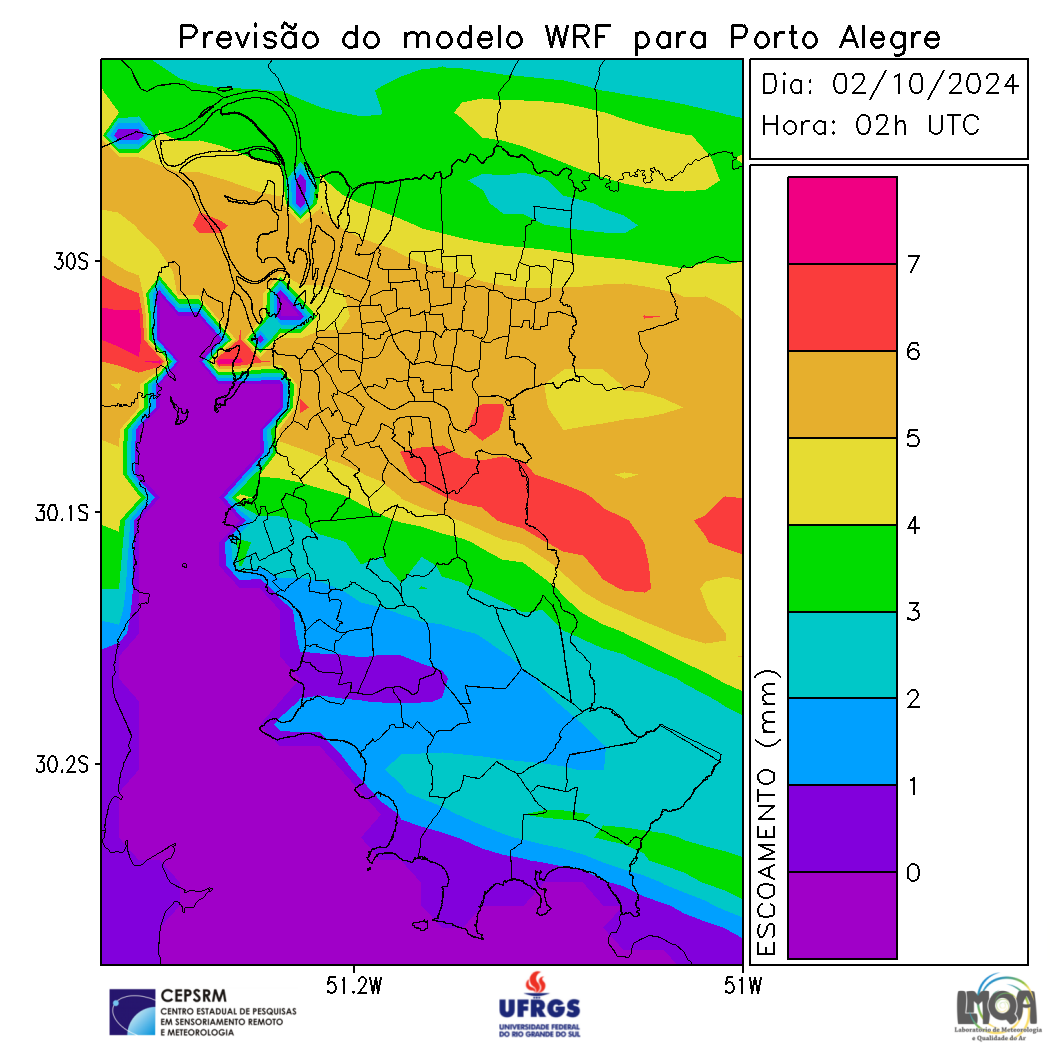 Previsão do modelo WRF para Porto Alegre
Dia: 02/10/2024
Hora: 02h UTC
30S
30.1S
30.2S
51.2W
51W
ESCOAMENTO (mm)
7
6
5
4
3
2
1
0
CEPSRM
CENTRO ESTADUAL DE PESQUISAS
EM SENSORIAMENTO REMOTO
E METEOROLOGIA
UFRGS
UNIVERSIDADE FEDERAL
DO RIO GRANDE DO SUL
LMQA
Laboratório de Meteorologia
e Qualidade do Ar